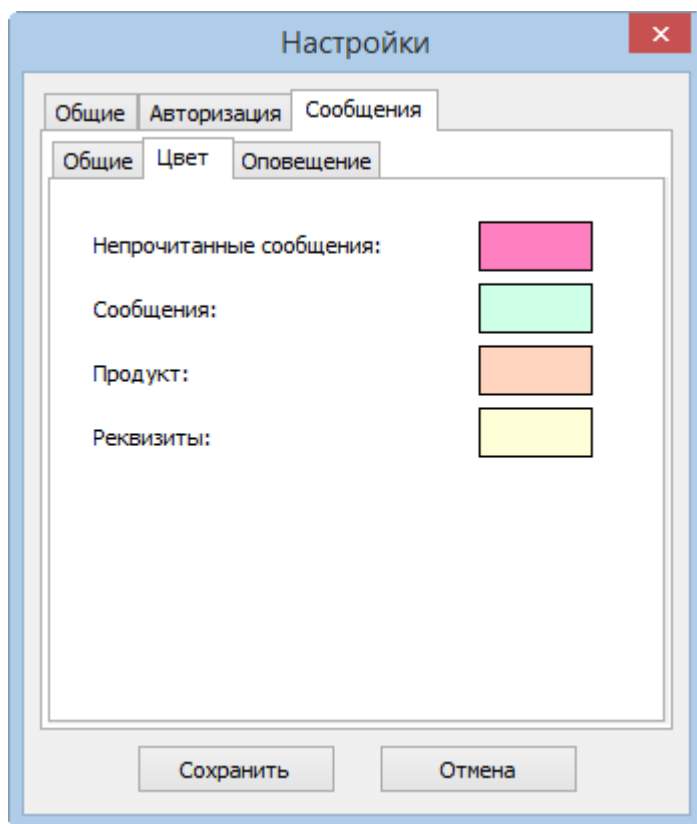 Настройки
Общие Авторизация Сообщения
Общие Цвет Оповещение
Непрочитанные сообщения:
Сообщения:
Продукт:
Реквизиты:
Сохранить Отмена